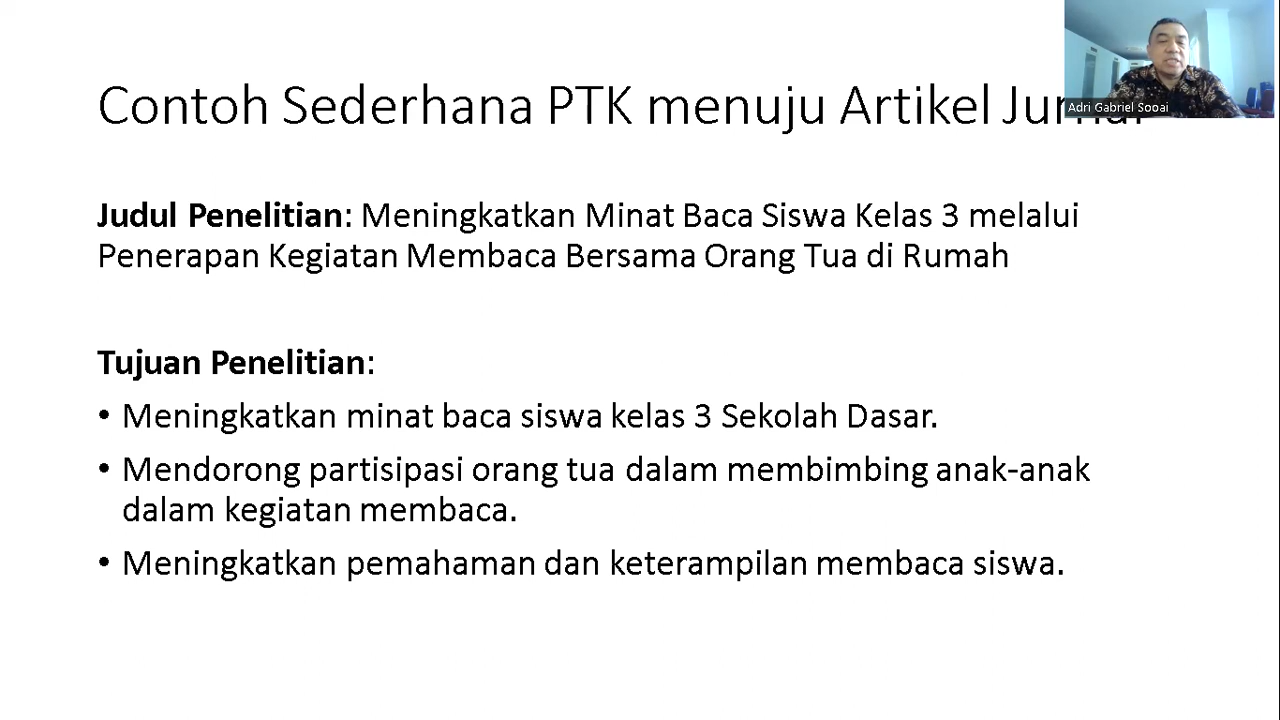 Contoh Sederhana PTK menuju Artikel Jurnal
Adri Gabriel Sooai
Judul Penelitian: Meningkatkan Minat Baca Siswa Kelas 3 melalui
Penerapan Kegiatan Membaca Bersama Orang Tua di Rumah
Tujuan Penelitian:
• Meningkatkan minat baca siswa kelas 3 Sekolah Dasar.
• Mendorong partisipasi orang tua dalam membimbing anak-anak
dalam kegiatan membaca.
• Meningkatkan pemahaman dan keterampilan membaca siswa.